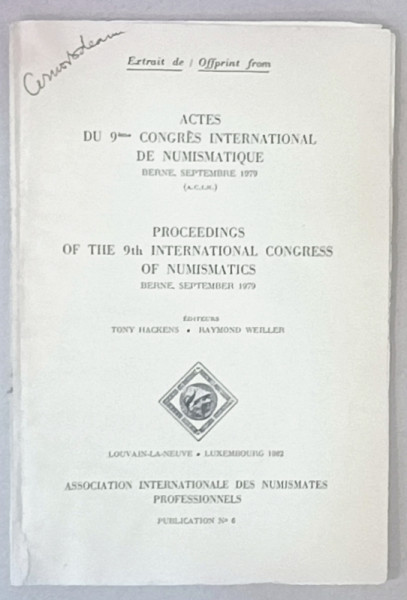 Extrait de / Offprint from
ACTES
DU 9ème CONGRÈS INTERNATIONAL
DE NUMISMATIQUE
BERNE, SEPTEMBRE 1979
(A.C.I.N.)
PROCEEDINGS
OF THE 9th INTERNATIONAL CONGRESS
OF NUMISMATICS
BERNE, SEPTEMBER 1979
ÉDITEURS
TONY HACKENS • RAYMOND WEILLER
LOUVAIN-LA-NEUVE • LUXEMBOURG 1982
ASSOCIATION INTERNATIONALE DES NUMISMATES
PROFESSIONNELS
PUBLICATION Nº 6